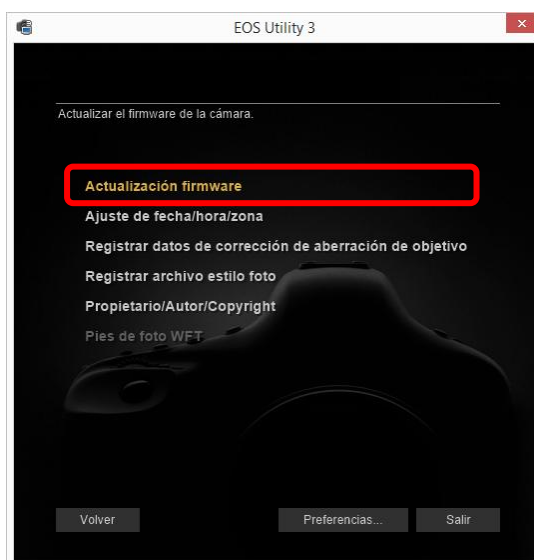 EOS Utility 3
Actualizar el firmware de la cámara.
Actualización firmware
Ajuste de fecha/hora/zona
Registrar datos de corrección de aberración de objetivo
Registrar archivo estilo foto
Propietario/Autor/Copyright
Pies de foto WFT
Volver
Preferencias...
Salir